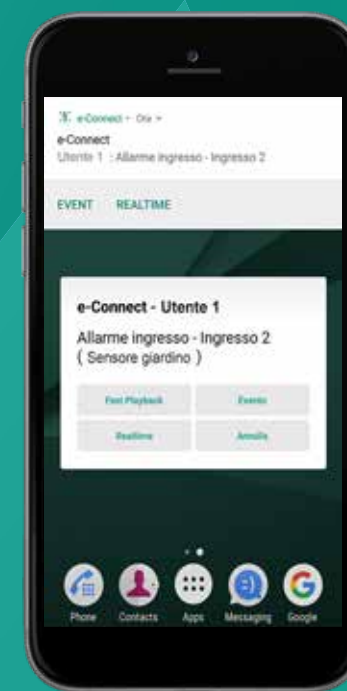 e-Connect • Ora
e-Connect
Utente 1 : Allarme ingresso - Ingresso 2
EVENT REALTIME
e-Connect - Utente 1
Allarme ingresso - Ingresso 2
( Sensore giardino )
Fast Playback Evento
Realtime Annulla
Phone Contacts Apps Messaging Google